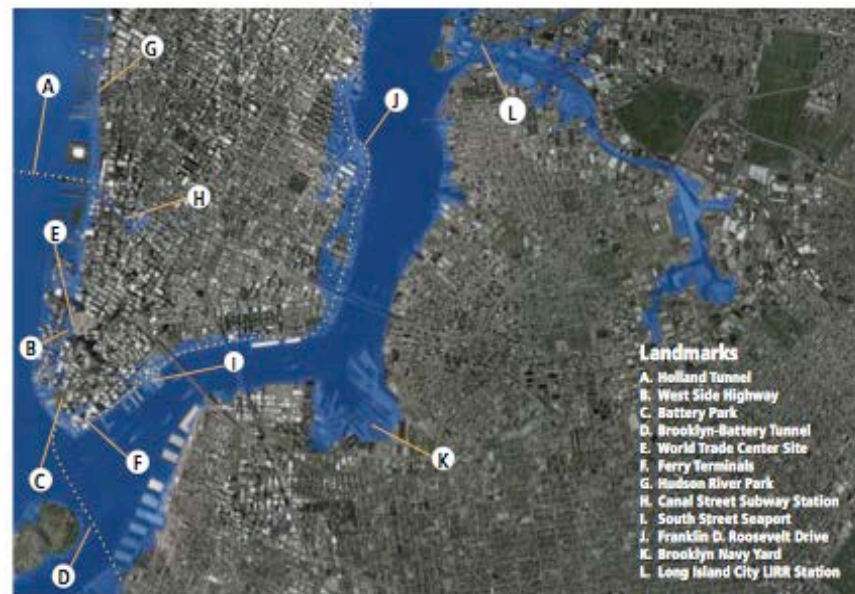 G
A
J
L
H
E
B
I
F
K
C
D
Landmarks
A. Holland Tunnel
B. West Side Highway
C. Battery Park
D. Brooklyn-Battery Tunnel
E. World Trade Center Site
F. Ferry Terminals
G. Hudson River Park
H. Canal Street Subway Station
I. South Street Seaport
J. Franklin D. Roosevelt Drive
K. Brooklyn Navy Yard
L. Long Island City LIRR Station